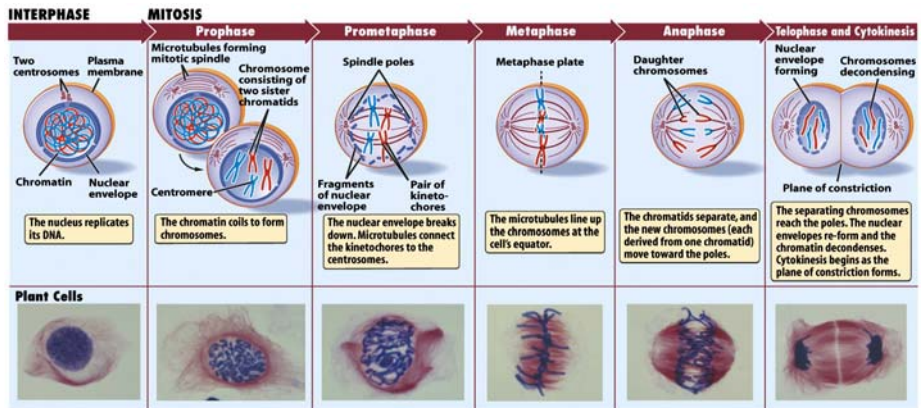 INTERPHASE
MITOSIS
Prophase
Prometaphase
Metaphase
Anaphase
Telophase and Cytokinesis
Two
centrosomes
Plasma
membrane
Chromatin
Nuclear
envelope
The nucleus replicates
its DNA.
Microtubules forming
mitotic spindle
Chromosome
consisting of
two sister
chromatids
Centromere
The chromatin coils to form
chromosomes.
Spindle poles
Fragments
of nuclear
envelope
Pair of
kineto-
chores
The nuclear envelope breaks
down. Microtubules connect
the kinetochores to the
centrosomes.
Metaphase plate
The microtubules line up
the chromosomes at the
cell's equator.
Daughter
chromosomes
The chromatids separate, and
the new chromosomes (each
derived from one chromatid)
move toward the poles.
Nuclear
envelope
forming
Chromosomes
decondensing
Plane of constriction
The separating chromosomes
reach the poles. The nuclear
envelopes re-form and the
chromatin decondenses.
Cytokinesis begins as the
plane of constriction forms.
Plant Cells